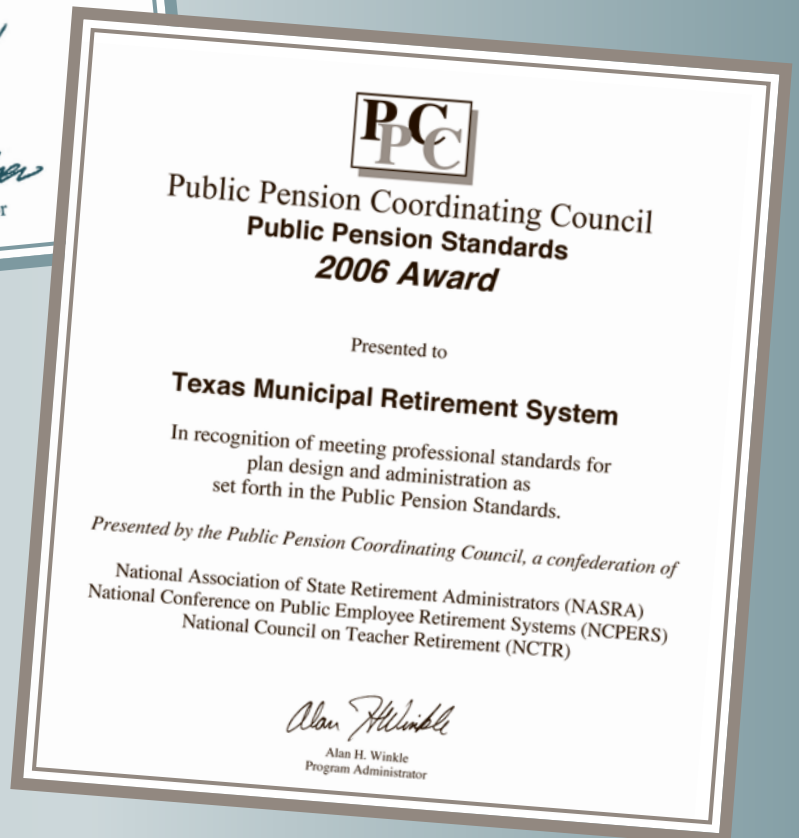 PPCC
Public Pension Coordinating Council
Public Pension Standards
2006 Award
Presented to
Texas Municipal Retirement System
In recognition of meeting professional standards for
plan design and administration as
set forth in the Public Pension Standards.
Presented by the Public Pension Coordinating Council, a confederation of
National Association of State Retirement Administrators (NASRA)
National Conference on Public Employee Retirement Systems (NCPERS)
National Council on Teacher Retirement (NCTR)
Alan H Winkle
Alan H. Winkle
Program Administrator